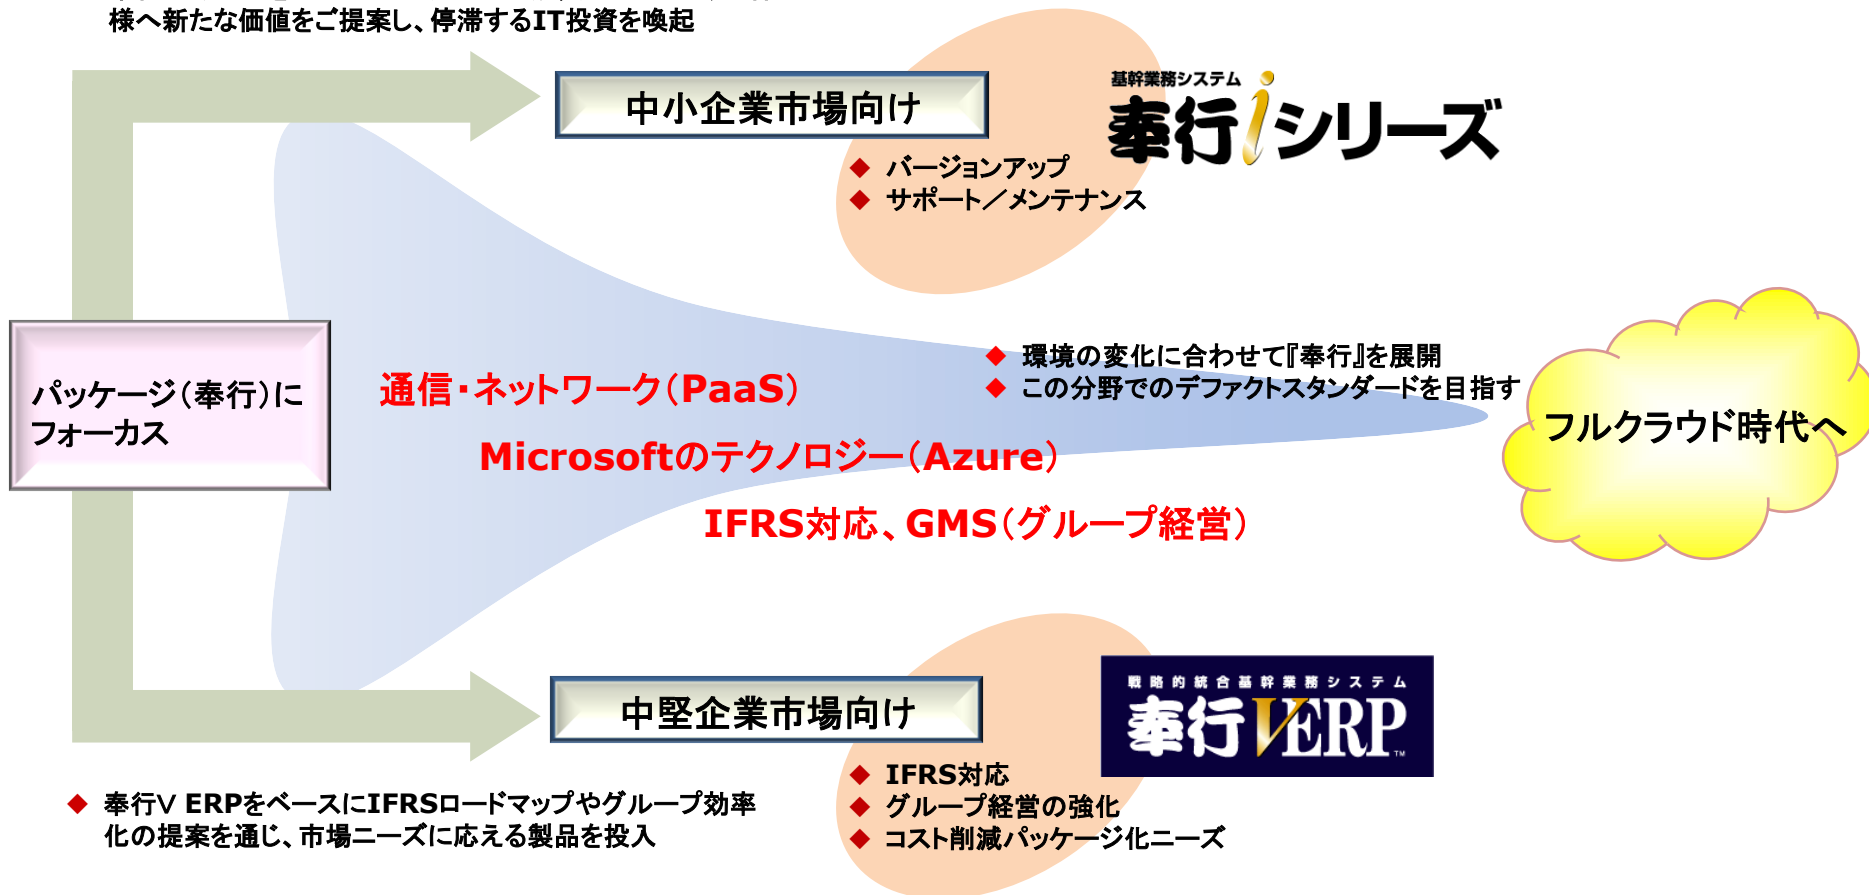 様へ新たな価値をご提案し、停滞するIT投資を喚起
中小企業市場向け
基幹業務システム
奉行iシリーズ
◆ バージョンアップ
◆ サポート／メンテナンス
パッケージ（奉行）に
フォーカス
◆ 環境の変化に合わせて『奉行』を展開
◆ この分野でのデファクトスタンダードを目指す
通信・ネットワーク（PaaS）
Microsoftのテクノロジー（Azure）
IFRS対応、GMS（グループ経営）
フルクラウド時代へ
中堅企業市場向け
戦略的統合基幹業務システム
奉行VERP™
◆ IFRS対応
◆ グループ経営の強化
◆ コスト削減パッケージ化ニーズ
◆ 奉行V ERPをベースにIFRSロードマップやグループ効率
化の提案を通じ、市場ニーズに応える製品を投入